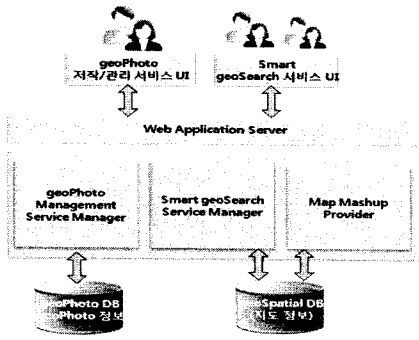 geoPhoto
저작/관리 서비스 UI
Smart
geoSearch 서비스 UI
Web Application Server
geoPhoto
Management
Service Manager
Smart geoSearch
Service Manager
Map Mashup
Provider
eoPhoto DB
oPhoto 정보
oSpatial DB
지도 정보)